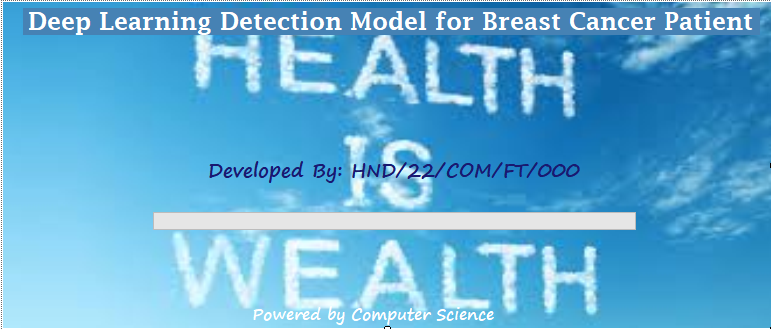 Deep Learning Detection Model for Breast Cancer Patient
HEALTH
IS
Developed By: HND/22/COM/FT/000
WEALTH
Powered by Computer Science